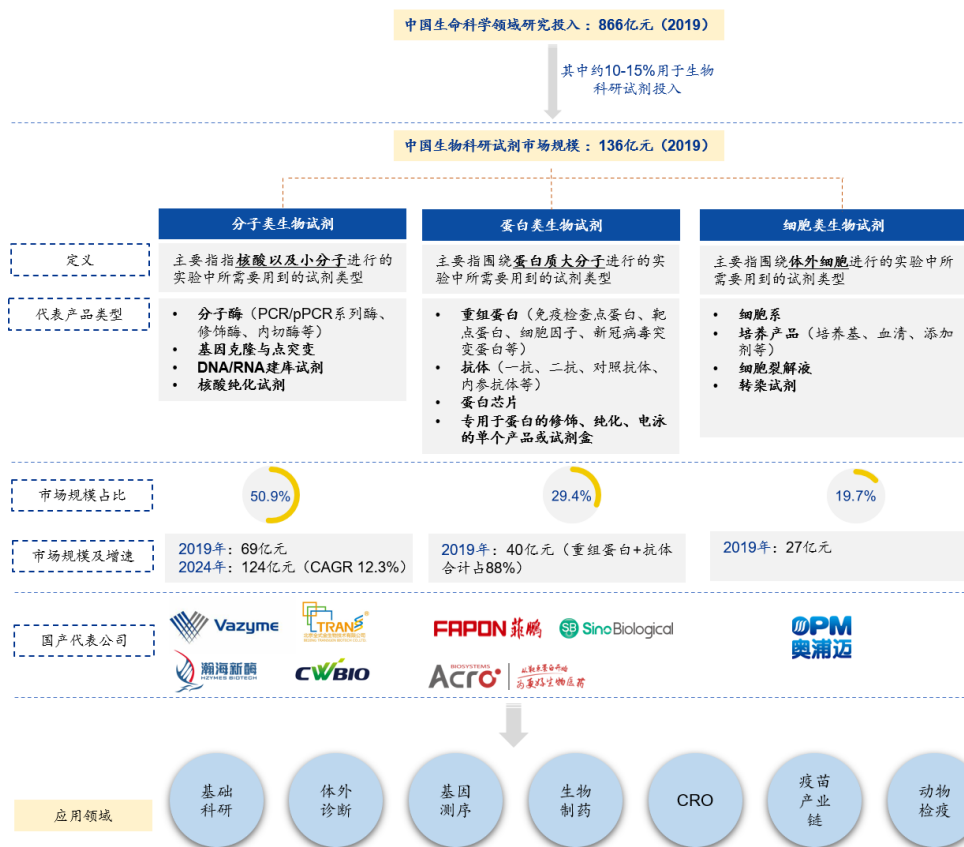 中国生命科学领域研究投入：866亿元（2019）
其中约10-15%用于生物
科研试剂投入
中国生物科研试剂市场规模：136亿元（2019）
分子类生物试剂
蛋白类生物试剂
细胞类生物试剂
定义
主要指指核酸以及小分子进行的
实验中所需要用到的试剂类型
主要指围绕蛋白质大分子进行的实
验中所需要用到的试剂类型
主要指围绕体外细胞进行的实验中所
需要用到的试剂类型
代表产品类型
• 分子酶（PCR/pPCR系列酶、
修饰酶、内切酶等）
• 基因克隆与点突变
• DNA/RNA建库试剂
• 核酸纯化试剂
• 重组蛋白（免疫检查点蛋白、靶
点蛋白、细胞因子、新冠病毒突
变蛋白等）
• 抗体（一抗、二抗、对照抗体、
内参抗体等）
• 蛋白芯片
• 专用于蛋白的修饰、纯化、电泳
的单个产品或试剂盒
• 细胞系
• 培养产品（培养基、血清、添加
剂等）
• 细胞裂解液
• 转染试剂
市场规模占比
50.9%
29.4%
19.7%
市场规模及增速
2019年：69亿元
2024年：124亿元（CAGR 12.3%）
2019年：40亿元（重组蛋白+抗体
合计占88%）
2019年：27亿元
国产代表公司
Vazyme
TRANS
FAPON 菲鹏
SB SinoBiological
OPM
奥浦迈
瀚海新酶
HZYMES BIOTECH
CWBIO
BIOSYSTEMS
ACRO
从靶点蛋白开始
为更好生物医药
应用领域
基础
科研
体外
诊断
基因
测序
生物
制药
CRO
疫苗
产业
链
动物
检疫